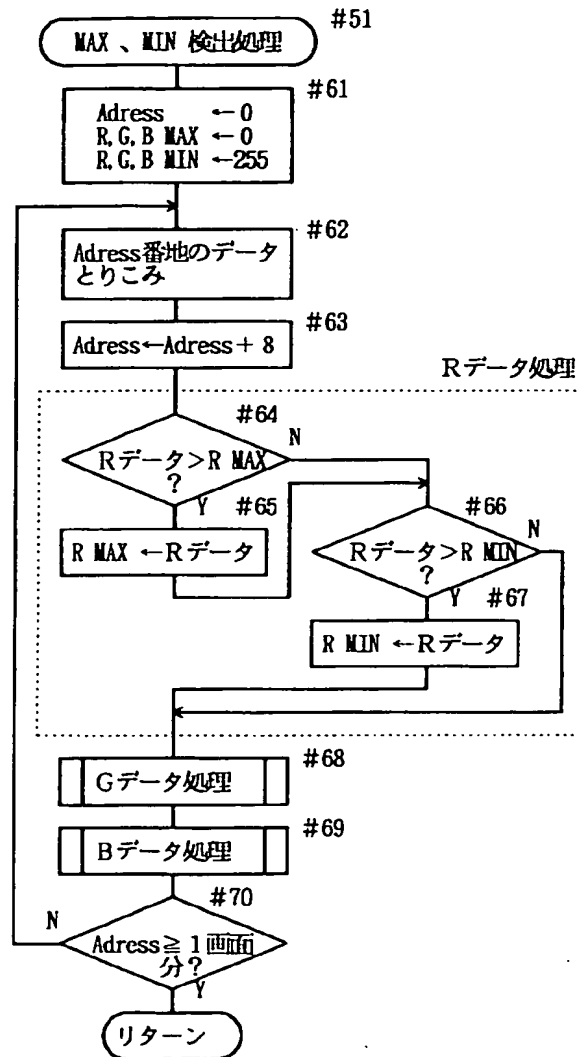 #51
MAX 、MIN 検出処理
#61
Adress ←0
R,G,B MAX ←0
R,G,B MIN ←255
#62
Adress番地のデータ
とりこみ
#63
Adress←Adress+8
Rデータ処理
#64
N
Rデータ>R MAX
?
Y
#65
R MAX ←Rデータ
#66
N
Rデータ>R MIN
?
Y
#67
R MIN ←Rデータ
#68
Gデータ処理
#69
Bデータ処理
#70
N
Adress≧1画面
分?
Y
リターン